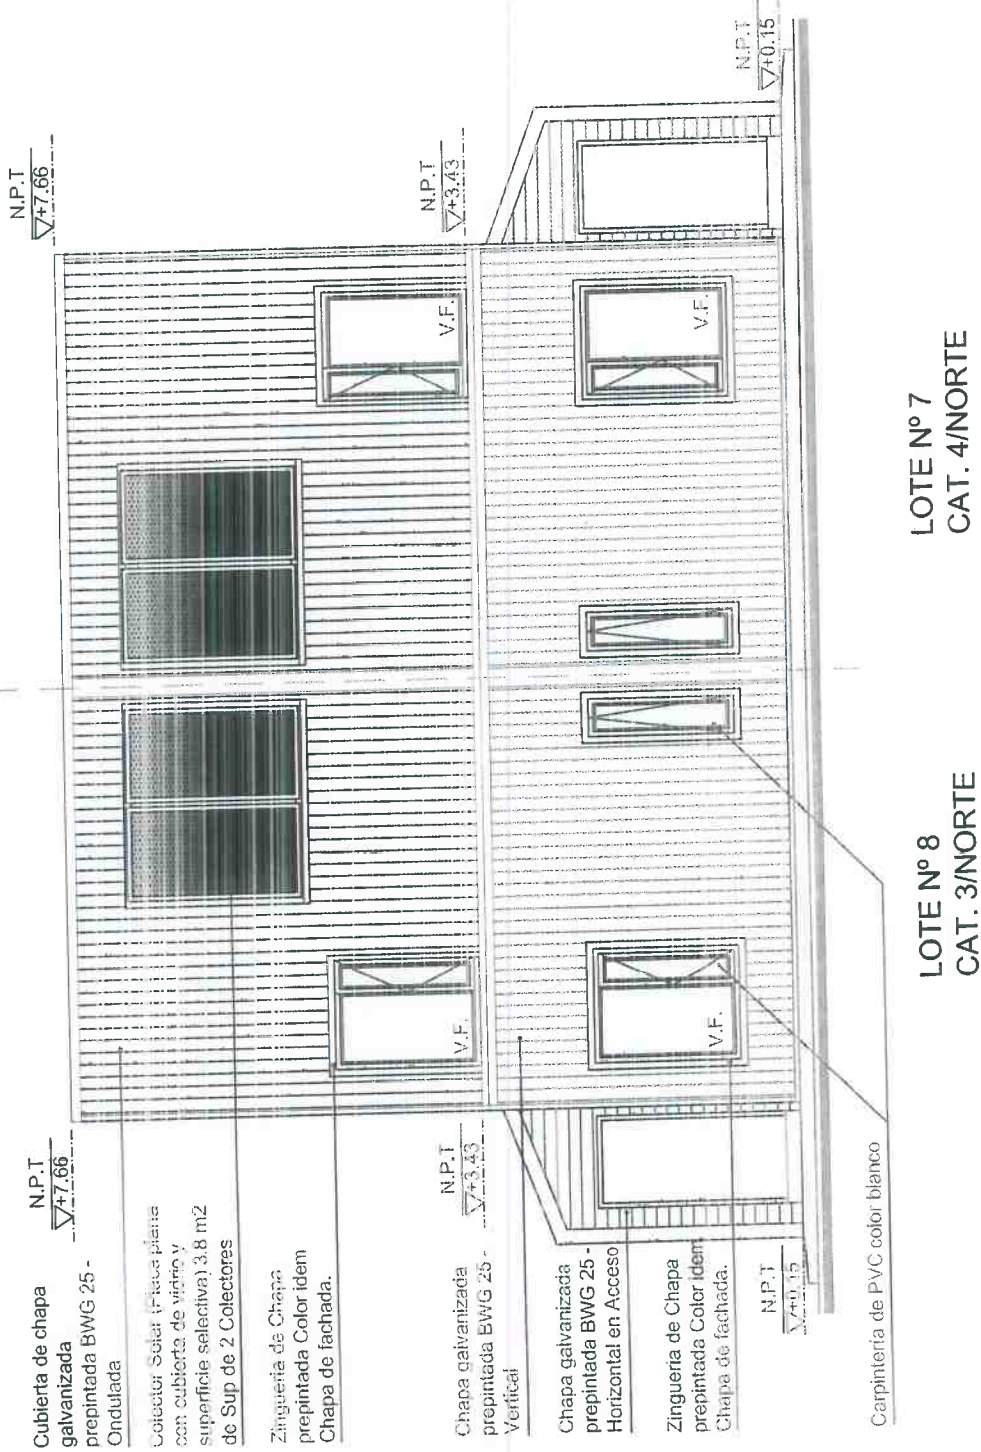 N.P.T
+7.66
N.P.T
+3.43
N.P.T
+0.15
V.F.
V.F.
V.F.
V.F.
N.P.T
+7.66
N.P.T
+3.43
N.P.T
+0.15
Cubierta de chapa
galvanizada
prepintada BWG 25 -
Ondulada
Colector Solar (Placa plana
con cubierta de vidrio y
superficie selectiva) 3.8 m2
de Sup de 2 Colectores
Zingueria de Chapa
prepintada Color idem
Chapa de fachada.
Chapa galvanizada
prepintada BWG 25 -
Vertical
Chapa galvanizada
prepintada BWG 25 -
Horizontal en Acceso
Zingueria de Chapa
prepintada Color idem
Chapa de fachada.
Carpintería de PVC color blanco
LOTE Nº 8
CAT. 3/NORTE
LOTE Nº 7
CAT. 4/NORTE